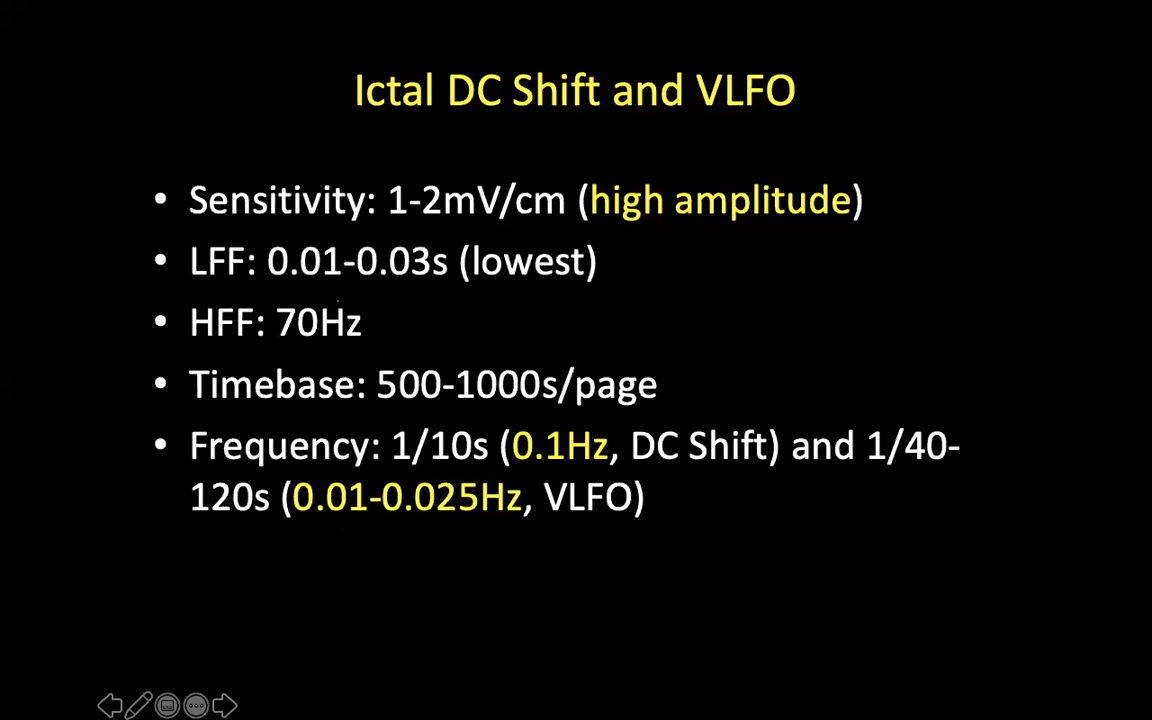 Ictal DC Shift and VLFO
• Sensitivity: 1-2mV/cm (high amplitude)
• LFF: 0.01-0.03s (lowest)
• HFF: 70Hz
• Timebase: 500-1000s/page
• Frequency: 1/10s (0.1Hz, DC Shift) and 1/40-
120s (0.01-0.025Hz, VLFO)